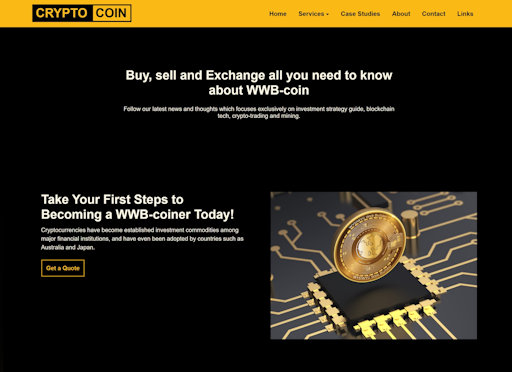 CRYPTO COIN
Home Services Case Studies About Contact Links
Buy, sell and Exchange all you need to know
about WWB-coin
Follow our latest news and thoughts which focuses exclusively on investment strategy guide, blockchain
tech, crypto-trading and mining.
Take Your First Steps to
Becoming a WWB-coiner Today!
Cryptocurrencies have become established investment commodities among
major financial institutions, and have even been adopted by countries such as
Australia and Japan.
Get a Quote